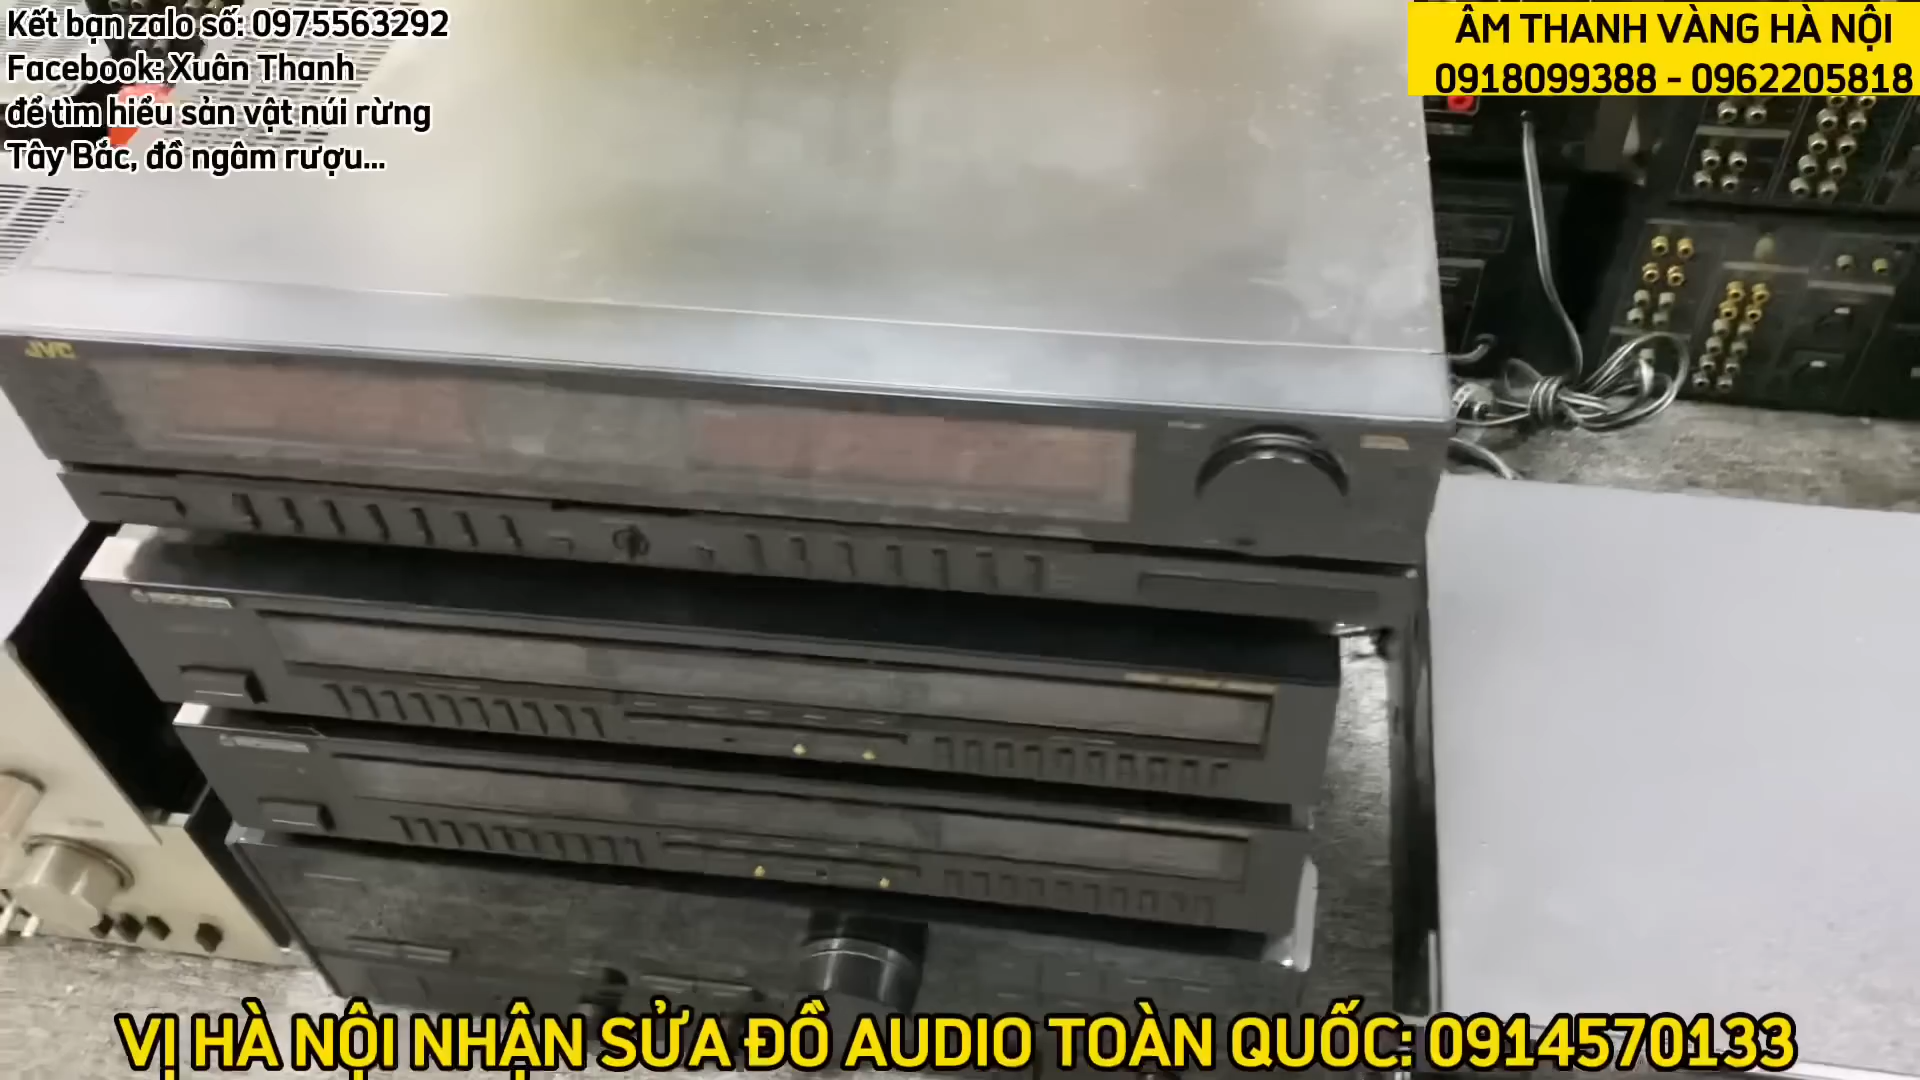 Kết bạn zalo số: 0975563292
Facebook: Xuân Thanh
để tìm hiểu sản vật núi rừng
Tây Bắc, đồ ngâm rượu...
ÂM THANH VÀNG HÀ NỘI
0918099388 - 0962205818
JVC
VỊ HÀ NỘI NHẬN SỬA ĐỒ AUDIO TOÀN QUỐC: 0914570133